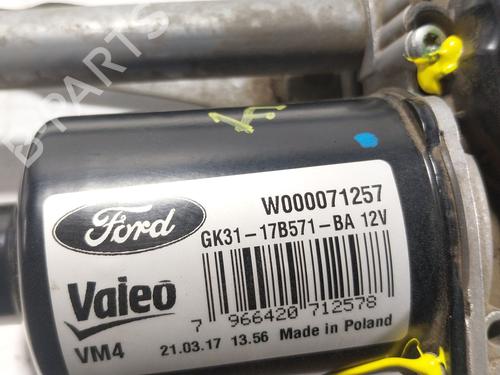 B-PARTS
Ford
W000071257
GK31-17B571-BA 12V
Valeo
7 966420 712578
VM4
21.03.17 13.56 Made in Poland